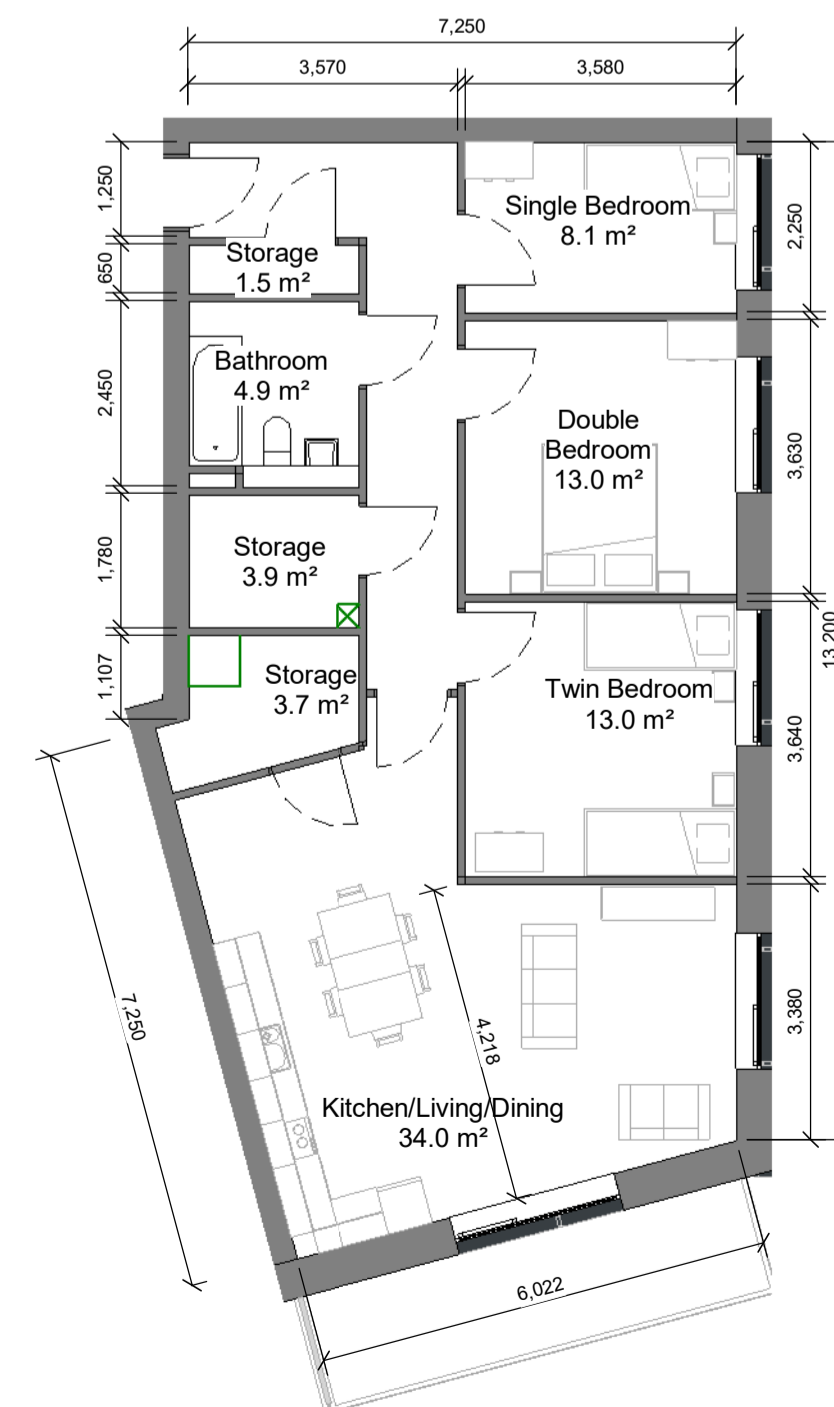 7,250
3,570
3,580
1,250
650
2,450
1,780
1,107
Storage
1.5 m²
Single Bedroom
8.1 m²
2,250
Bathroom
4.9 m²
Double
Bedroom
13.0 m²
3,630
Storage
3.9 m²
Storage
3.7 m²
Twin Bedroom
13.0 m²
3,640
13,200
7,250
4,218
3,380
Kitchen/Living/Dining
34.0 m²
6,022